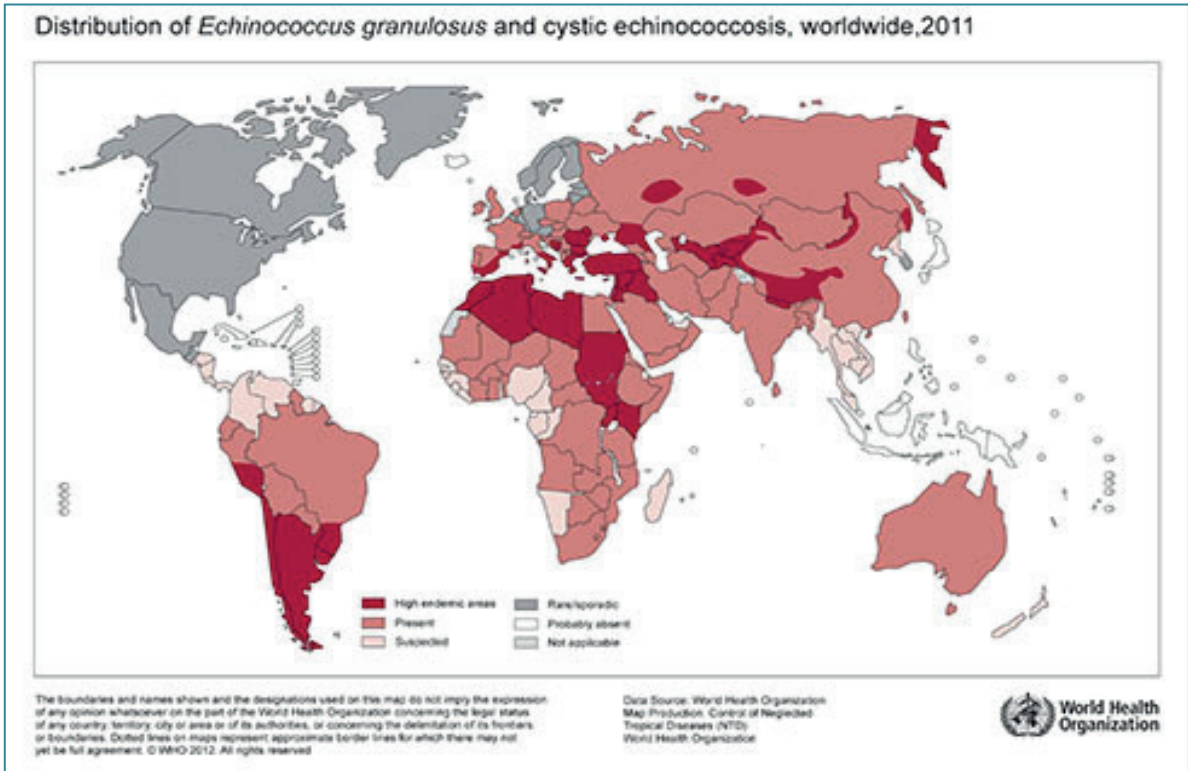 Distribution of Echinococcus granulosus and cystic echinococcosis, worldwide,2011
High endemic areas
Present
Suspected
Rare/sporadic
Probably absent
Not applicable
The boundaries and names shown and the designations used on this map do not imply the expression
of any opinion whatsoever on the part of the World Health Organization concerning the legal status
of any country, territory, city or area or of its authorities, or concerning the delimitation of its frontiers
or boundaries. Dotted lines on maps represent approximate border lines for which there may not
yet be full agreement. © WHO 2012. All rights reserved
Data Source: World Health Organization
Map Production: Control of Neglected
Tropical Diseases (NTD)
World Health Organization
World Health
Organization